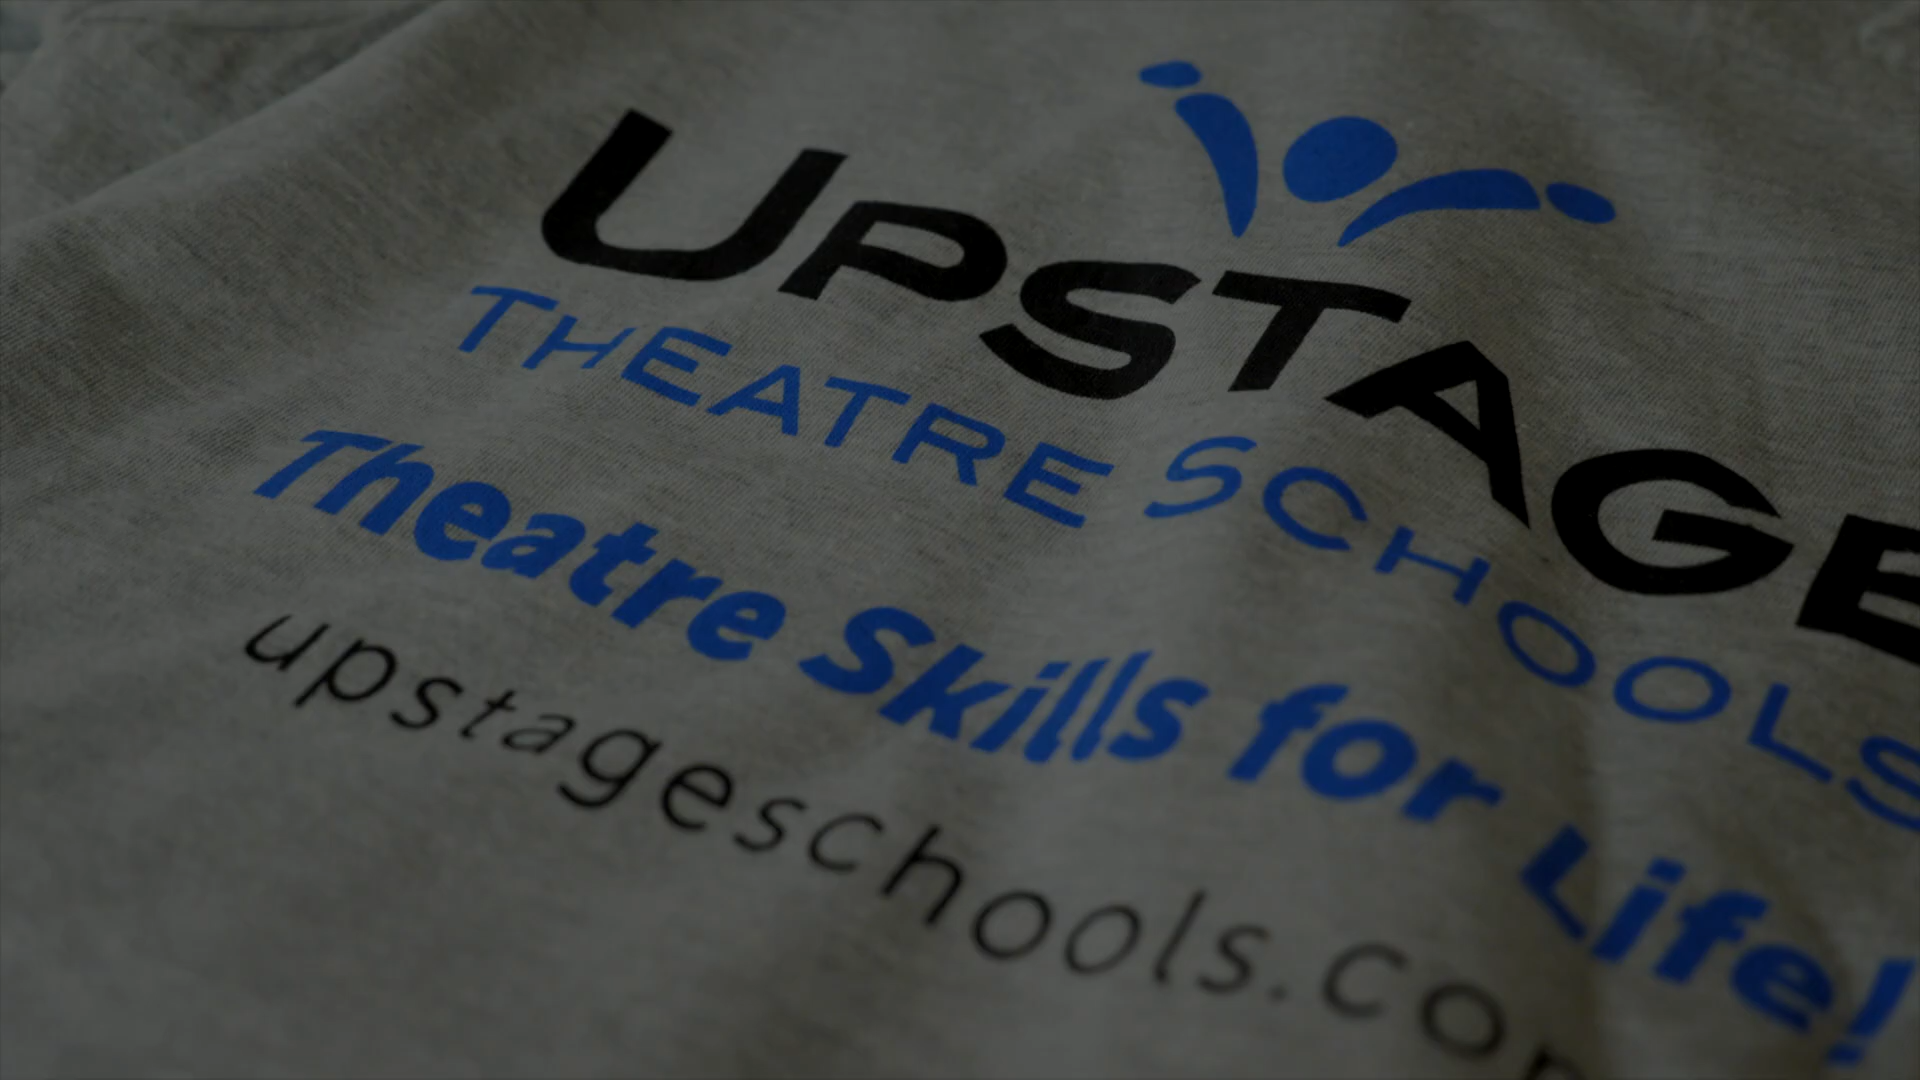 UPSTAGE
THEATRE SCHOOLS
Theatre Skills for Life!
upstageschools.co